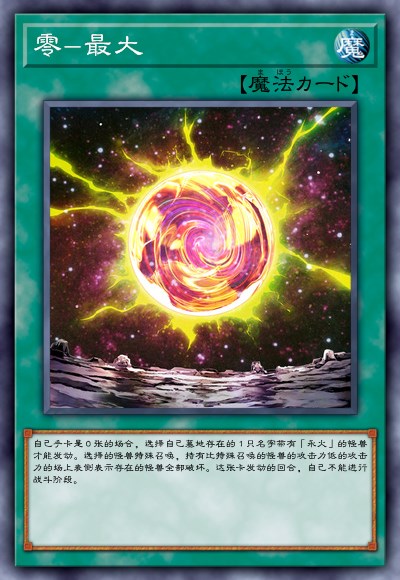 零-最大
魔
【魔法カード】
まほう
自己手卡是0张的场合，选择自己墓地存在的1只名字带有「永火」的怪兽
才能发动。选择的怪兽特殊召唤，持有比特殊召唤的怪兽的攻击力低的攻击
力的场上表侧表示存在的怪兽全部破坏。这张卡发动的回合，自己不能进行
战斗阶段。